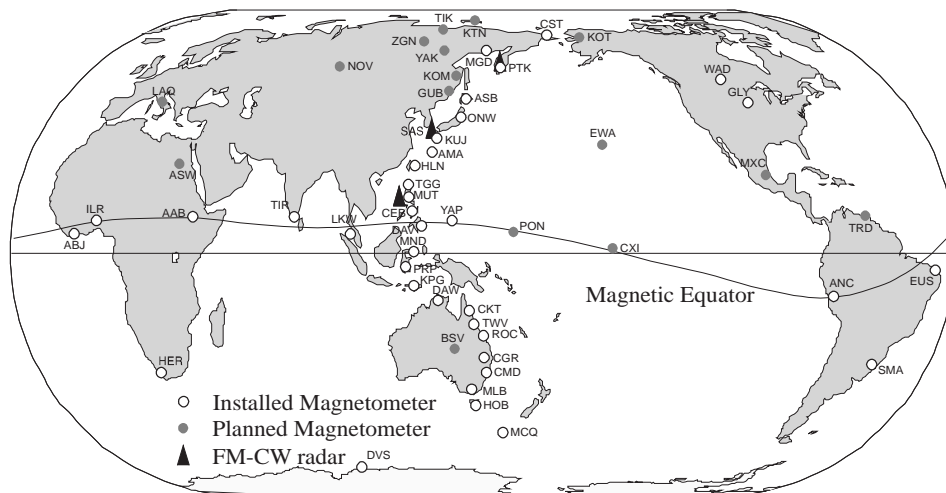 TIK
KTN
CST
ZGN
KOT
YAK
MGD
NOV
PTK
KOM
WAD
LAQ
GUB
ASB
GLY
ONW
SAS
KUJ
EWA
AMA
HLN
MXC
ASW
TGG
MUT
ILR
AAB
TIR
LKW
CEB
YAP
ABJ
DAV
PON
TRD
MND
CXI
PRP
EUS
KPG
Magnetic Equator
ANC
DAW
CKT
TWV
ROC
BSV
CGR
HER
CMD
SMA
MLB
Installed Magnetometer
HOB
Planned Magnetometer
MCQ
FM-CW radar
DVS